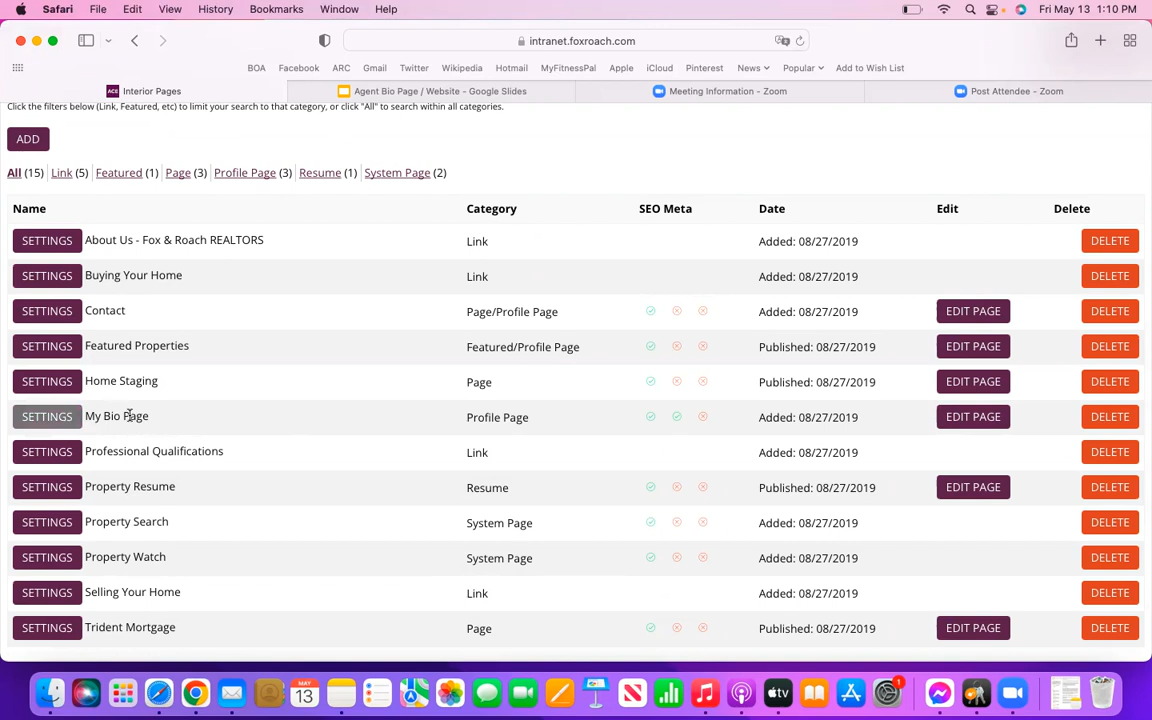 Safari File Edit View History Bookmarks Window Help Fri May 13 1:10 PM
intranet.foxroach.com
BOA Facebook ARC Gmail Twitter Wikipedia Hotmail MyFitnessPal Apple iCloud Pinterest News Popular Add to Wish List
ACE Interior Pages Agent Bio Page / Website - Google Slides Meeting Information - Zoom Post Attendee - Zoom
Click the filters below (Link, Featured, etc) to limit your search to that category, or click "All" to search within all categories.
ADD
All (15) Link (5) Featured (1) Page (3) Profile Page (3) Resume (1) System Page (2)
Name Category SEO Meta Date Edit Delete
SETTINGS About Us - Fox & Roach REALTORS Link Added: 08/27/2019 DELETE
SETTINGS Buying Your Home Link Added: 08/27/2019 DELETE
SETTINGS Contact Page/Profile Page Added: 08/27/2019 EDIT PAGE DELETE
SETTINGS Featured Properties Featured/Profile Page Published: 08/27/2019 EDIT PAGE DELETE
SETTINGS Home Staging Page Published: 08/27/2019 EDIT PAGE DELETE
SETTINGS My Bio Page Profile Page Added: 08/27/2019 EDIT PAGE DELETE
SETTINGS Professional Qualifications Link Added: 08/27/2019 DELETE
SETTINGS Property Resume Resume Published: 08/27/2019 EDIT PAGE DELETE
SETTINGS Property Search System Page Added: 08/27/2019 DELETE
SETTINGS Property Watch System Page Added: 08/27/2019 DELETE
SETTINGS Selling Your Home Link Added: 08/27/2019 DELETE
SETTINGS Trident Mortgage Page Published: 08/27/2019 EDIT PAGE DELETE
MAY 13 tv 1